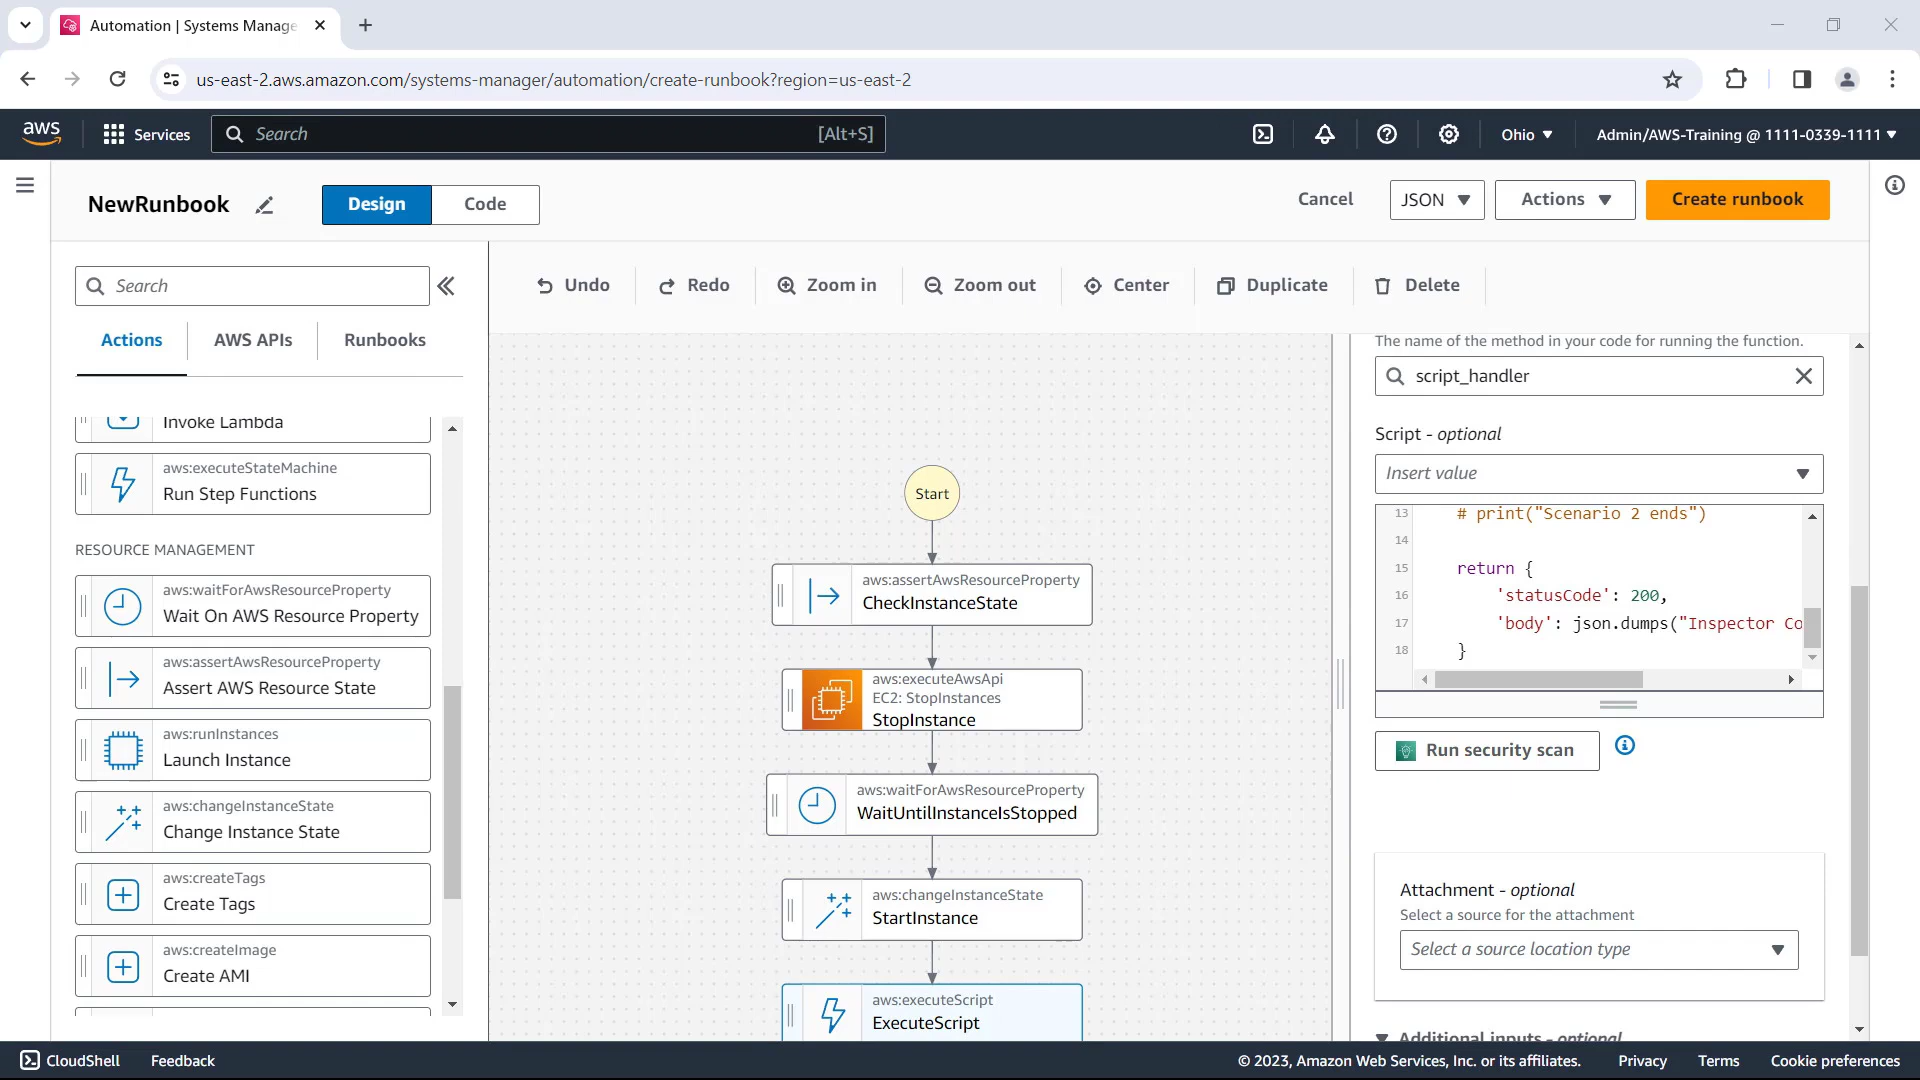 Automation | Systems Manage
us-east-2.aws.amazon.com/systems-manager/automation/create-runbook?region=us-east-2
aws
Services
Search
[Alt+S]
Ohio
Admin/AWS-Training @ 1111-0339-1111
NewRunbook
Design
Code
Cancel
JSON
Actions
Create runbook
Search
Actions
AWS APIs
Runbooks
Invoke Lambda
aws:executeStateMachine
Run Step Functions
RESOURCE MANAGEMENT
aws:waitForAwsResourceProperty
Wait On AWS Resource Property
aws:assertAwsResourceProperty
Assert AWS Resource State
aws:runInstances
Launch Instance
aws:changeInstanceState
Change Instance State
aws:createTags
Create Tags
aws:createImage
Create AMI
Undo
Redo
Zoom in
Zoom out
Center
Duplicate
Delete
Start
aws:assertAwsResourceProperty
CheckInstanceState
aws:executeAwsApi
EC2: StopInstances
StopInstance
aws:waitForAwsResourceProperty
WaitUntilInstanceIsStopped
aws:changeInstanceState
StartInstance
aws:executeScript
ExecuteScript
The name of the method in your code for running the function.
script_handler
Script - optional
Insert value
13 # print("Scenario 2 ends")
14
15 return {
16 'statusCode': 200,
17 'body': json.dumps("Inspector Co
18 }
Run security scan
Attachment - optional
Select a source for the attachment
Select a source location type
Additional inputs - optional
CloudShell
Feedback
© 2023, Amazon Web Services, Inc. or its affiliates.
Privacy
Terms
Cookie preferences